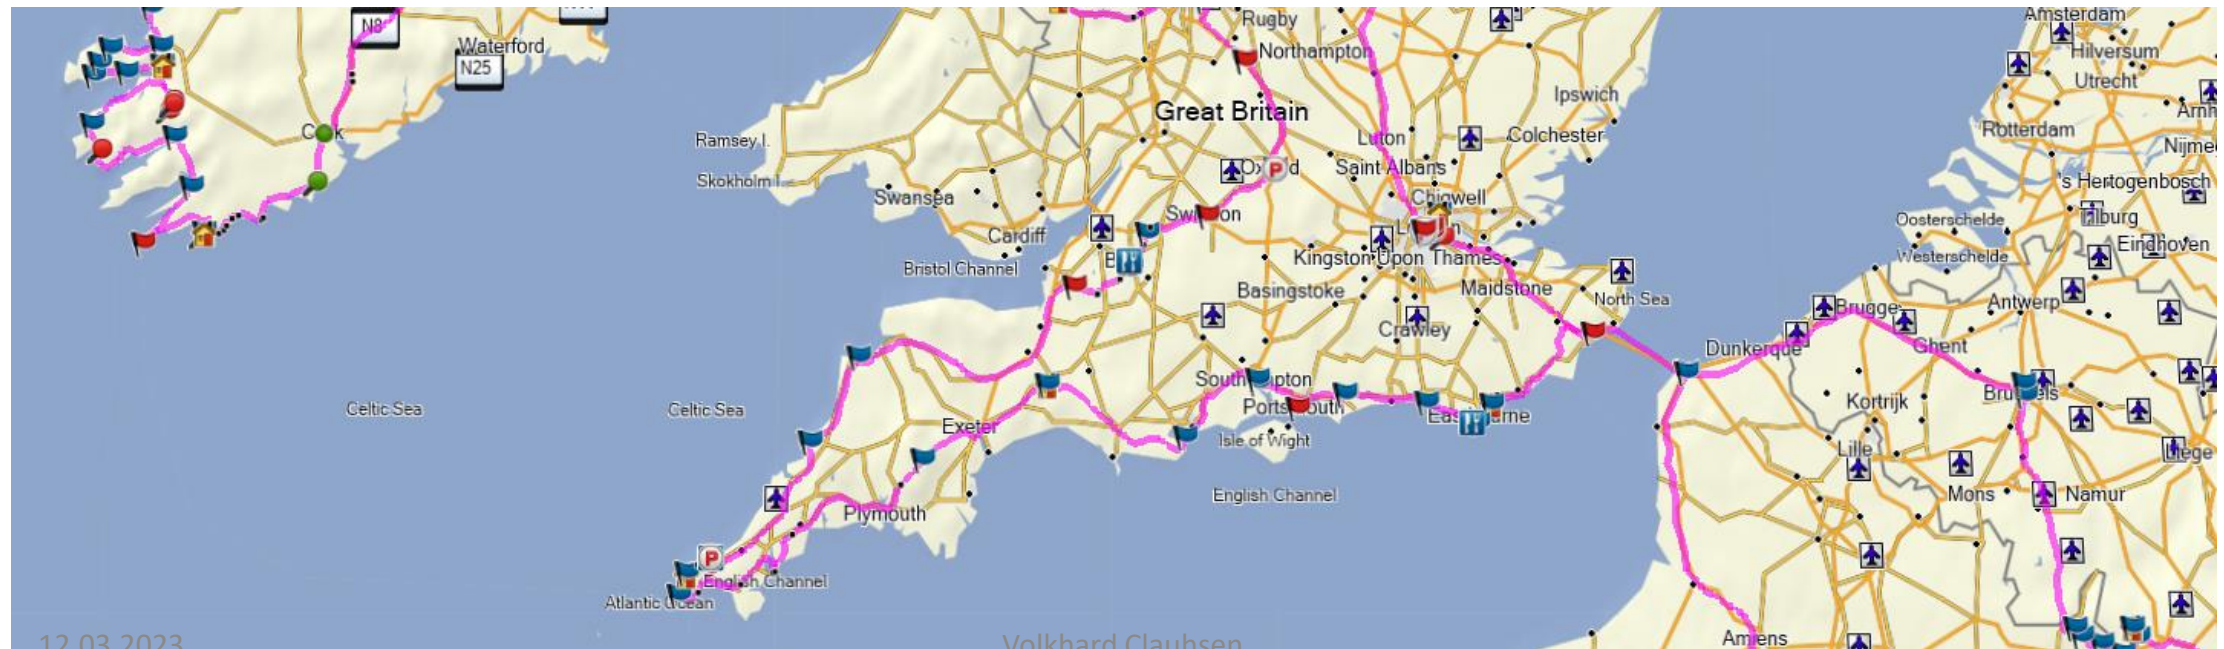 N8
Waterford
N25
Rugby
Northampton
Great Britain
Ipswich
Colchester
Luton
Saint Albans
Ramsey I.
Skokholm I
Swansea
Chigwell
Cardiff
Bristol Channel
Kingston Upon Thames
Basingstoke
Maidstone
North Sea
Crawley
Amsterdam
Hilversum
Utrecht
Rotterdam
's Hertogenbosch
Oosterschelde
Westerschelde
Eindhoven
Antwerp
Brugge
Dunkerque
Ghent
Kortrijk
Lille
Mons
Namur
Celtic Sea
Celtic Sea
Exeter
Isle of Wight
English Channel
Plymouth
English Channel
P
P
Amiens
12.03.2023
Volkhard Clauhsen